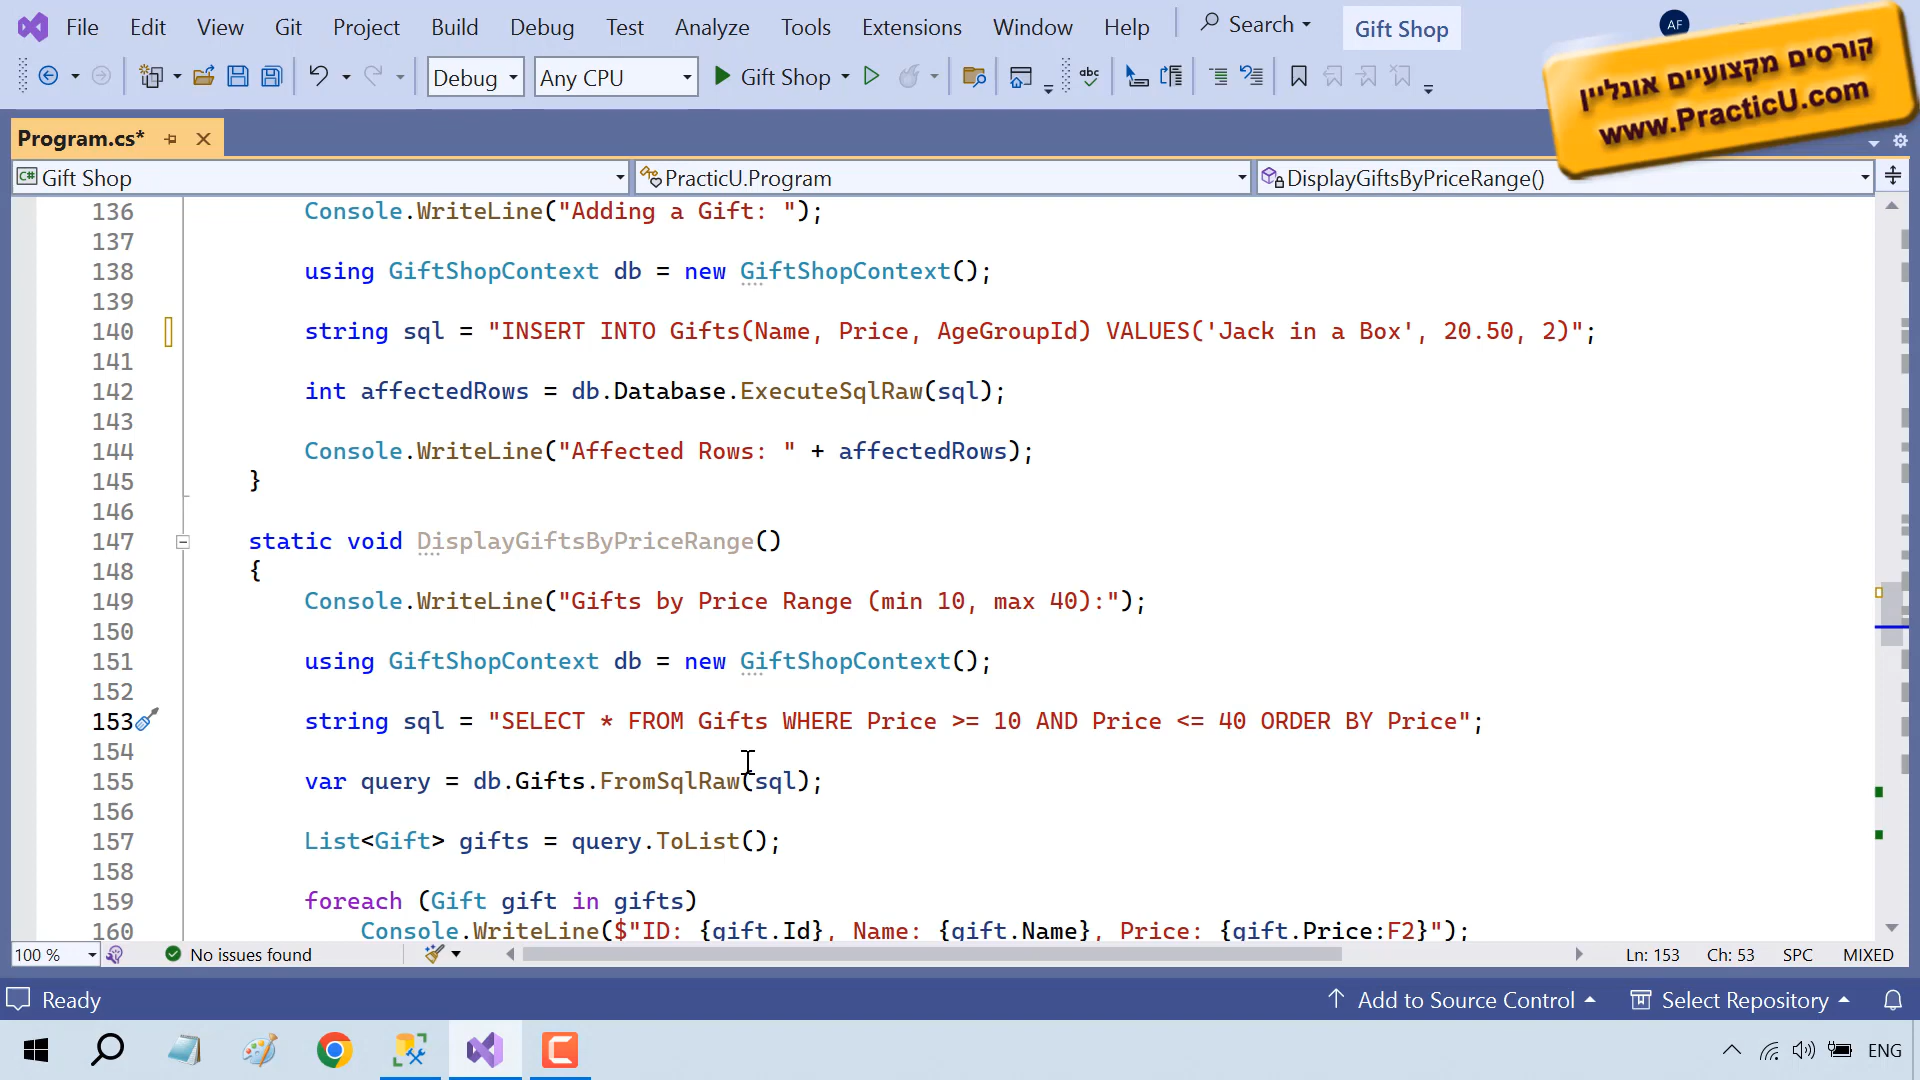 File Edit View Git Project Build Debug Test Analyze Tools Extensions Window Help Search Gift Shop AF
קורסים מקצועיים אונליין
www.PracticU.com
Debug Any CPU Gift Shop abc
Program.cs*
C# Gift Shop PracticU.Program DisplayGiftsByPriceRange()
136 Console.WriteLine("Adding a Gift: ");
137
138 using GiftShopContext db = new GiftShopContext();
139
140 string sql = "INSERT INTO Gifts(Name, Price, AgeGroupId) VALUES('Jack in a Box', 20.50, 2)";
141
142 int affectedRows = db.Database.ExecuteSqlRaw(sql);
143
144 Console.WriteLine("Affected Rows: " + affectedRows);
145 }
146
147 static void DisplayGiftsByPriceRange()
148 {
149 Console.WriteLine("Gifts by Price Range (min 10, max 40):");
150
151 using GiftShopContext db = new GiftShopContext();
152
153 string sql = "SELECT * FROM Gifts WHERE Price >= 10 AND Price <= 40 ORDER BY Price";
154
155 var query = db.Gifts.FromSqlRaw(sql);
156
157 List<Gift> gifts = query.ToList();
158
159 foreach (Gift gift in gifts)
160 Console.WriteLine($"ID: {gift.Id}, Name: {gift.Name}, Price: {gift.Price:F2}");
100 % No issues found Ln: 153 Ch: 53 SPC MIXED
Ready Add to Source Control Select Repository
ENG